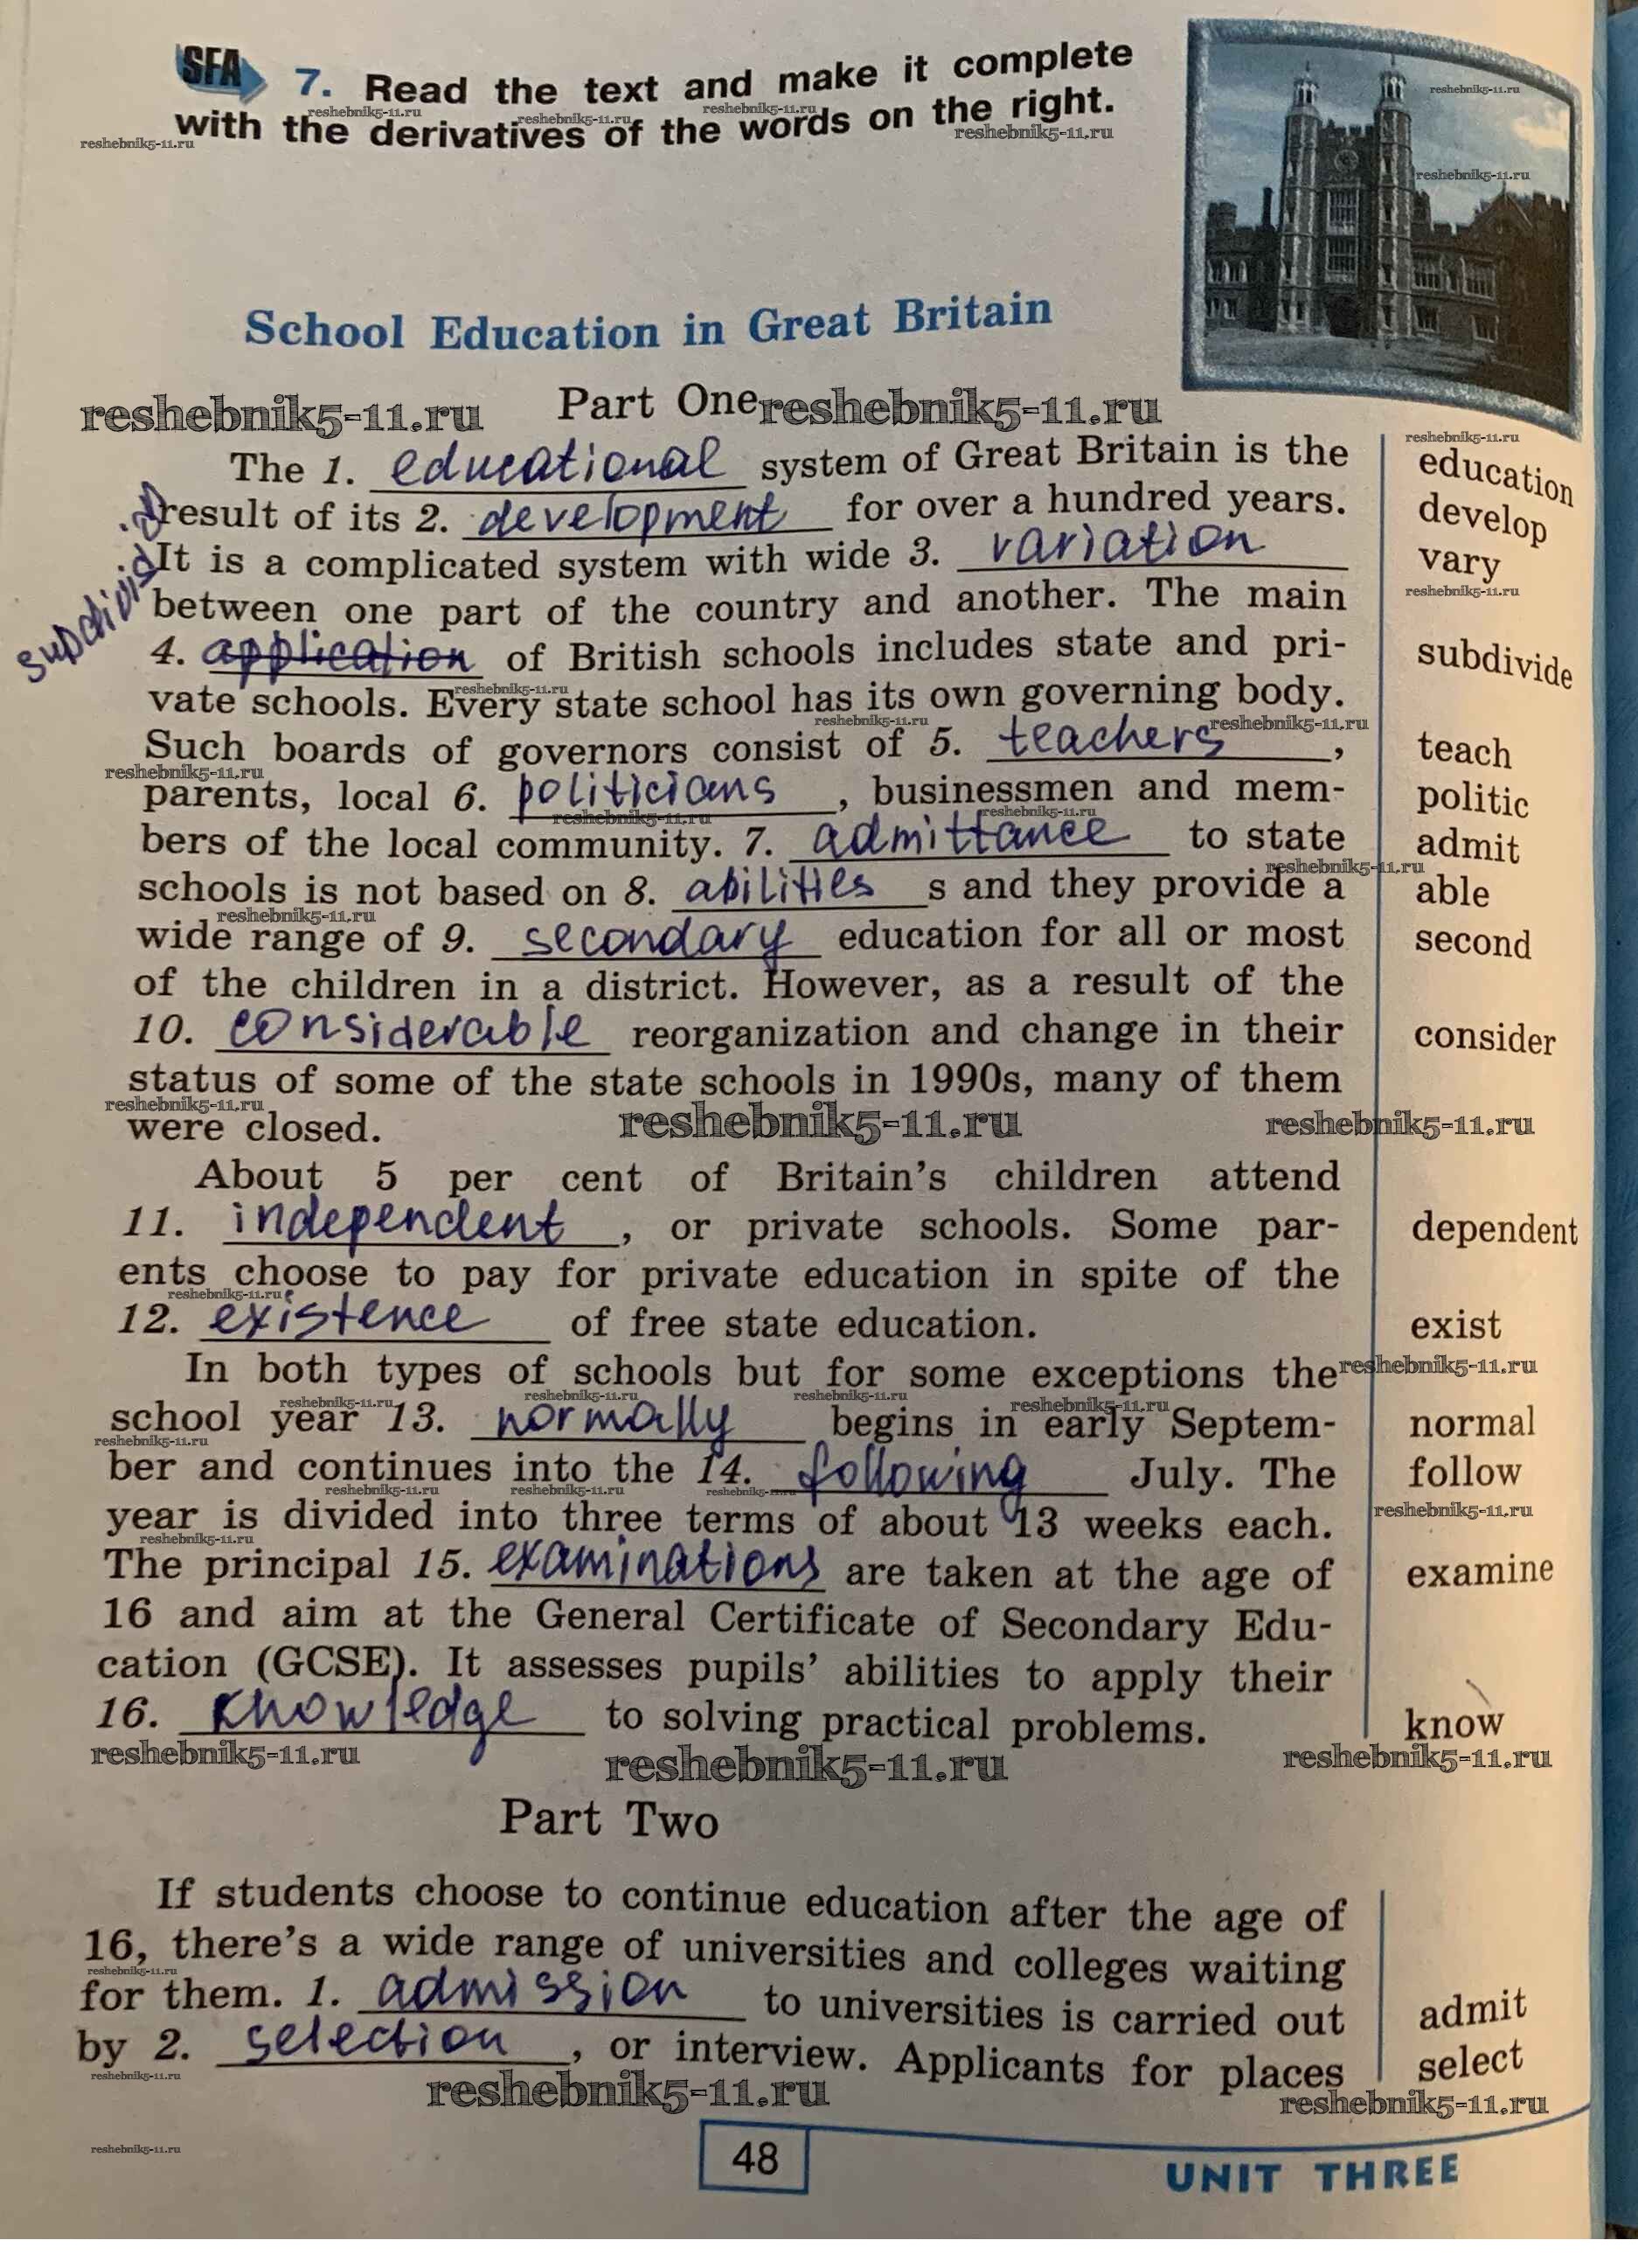 SFA 7. Read the text and make it complete
with the derivatives of the words on the right.
School Education in Great Britain
Part One
The 1. educational system of Great Britain is the education
result of its 2. development for over a hundred years. develop
It is a complicated system with wide 3. variation vary
between one part of the country and another. The main
4. application of British schools includes state and pri- subdivide
vate schools. Every state school has its own governing body.
Such boards of governors consist of 5. teachers, teach
parents, local 6. politicians, businessmen and mem- politic
bers of the local community. 7. admittance to state admit
schools is not based on 8. abilities s and they provide a able
wide range of 9. secondary education for all or most second
of the children in a district. However, as a result of the
10. considerable reorganization and change in their consider
status of some of the state schools in 1990s, many of them
were closed.
About 5 per cent of Britain's children attend
11. independent, or private schools. Some par- dependent
ents choose to pay for private education in spite of the
12. existence of free state education. exist
In both types of schools but for some exceptions the
school year 13. normally begins in early Septem- normal
ber and continues into the 14. following July. The follow
year is divided into three terms of about 13 weeks each.
The principal 15. examinations are taken at the age of examine
16 and aim at the General Certificate of Secondary Edu-
cation (GCSE). It assesses pupils' abilities to apply their
16. knowledge to solving practical problems. know
Part Two
If students choose to continue education after the age of
16, there's a wide range of universities and colleges waiting
for them. 1. admission to universities is carried out admit
by 2. selection, or interview. Applicants for places select
48
UNIT THREE
reshebnik5-11.ru